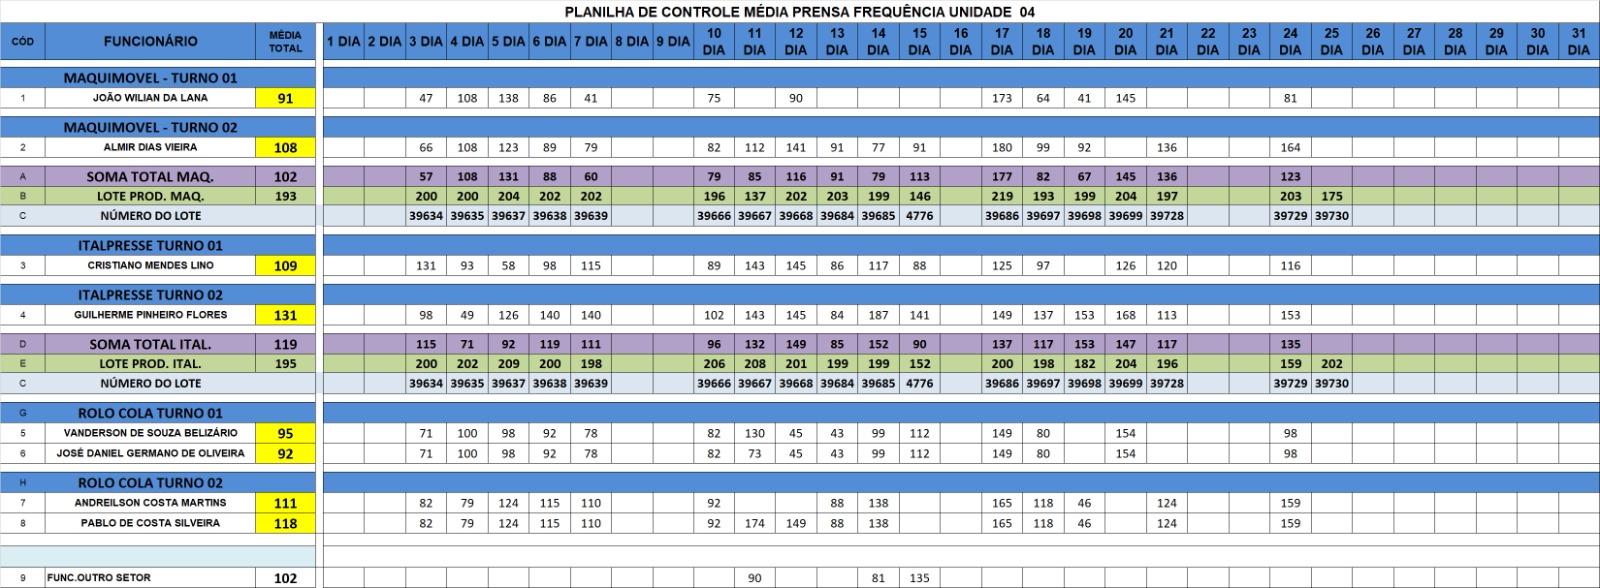 PLANILHA DE CONTROLE MÉDIA PRENSA FREQUÊNCIA UNIDADE 04
CÓD FUNCIONÁRIO MÉDIA TOTAL 1 DIA 2 DIA 3 DIA 4 DIA 5 DIA 6 DIA 7 DIA 8 DIA 9 DIA 10 DIA 11 DIA 12 DIA 13 DIA 14 DIA 15 DIA 16 DIA 17 DIA 18 DIA 19 DIA 20 DIA 21 DIA 22 DIA 23 DIA 24 DIA 25 DIA 26 DIA 27 DIA 28 DIA 29 DIA 30 DIA 31 DIA
MAQUIMOVEL - TURNO 01
1 JOÃO WILIAN DA LANA 91 47 108 138 86 41 75 90 173 64 41 145 81
MAQUIMOVEL - TURNO 02
2 ALMIR DIAS VIEIRA 108 66 108 123 89 79 82 112 141 91 77 91 180 99 92 136 164
A SOMA TOTAL MAQ. 102 57 108 131 88 60 79 85 116 91 79 113 177 82 67 145 136 123
B LOTE PROD. MAQ. 193 200 200 204 202 202 196 137 202 203 199 146 219 193 199 204 197 203 175
C NÚMERO DO LOTE 39634 39635 39637 39638 39639 39666 39667 39668 39684 39685 4776 39686 39697 39698 39699 39728 39729 39730
ITALPRESSE TURNO 01
3 CRISTIANO MENDES LINO 109 131 93 58 98 115 89 143 145 86 117 88 125 97 126 120 116
ITALPRESSE TURNO 02
4 GUILHERME PINHEIRO FLORES 131 98 49 126 140 140 102 143 145 84 187 141 149 137 153 168 113 153
D SOMA TOTAL ITAL. 119 115 71 92 119 111 96 132 149 85 152 90 137 117 153 147 117 135
E LOTE PROD. ITAL. 195 200 202 209 200 198 206 208 201 199 199 152 200 198 182 204 196 159 202
C NÚMERO DO LOTE 39634 39635 39637 39638 39639 39666 39667 39668 39684 39685 4776 39686 39697 39698 39699 39728 39729 39730
G ROLO COLA TURNO 01
5 VANDERSON DE SOUZA BELIZÁRIO 95 71 100 98 92 78 82 130 45 43 99 112 149 80 154 98
6 JOSÉ DANIEL GERMANO DE OLIVEIRA 92 71 100 98 92 78 82 73 45 43 99 112 149 80 154 98
H ROLO COLA TURNO 02
7 ANDREILSON COSTA MARTINS 111 82 79 124 115 110 92 88 138 165 118 46 124 159
8 PABLO DE COSTA SILVEIRA 118 82 79 124 115 110 92 174 149 88 138 165 118 46 124 159
9 FUNC.OUTRO SETOR 102 90 81 135